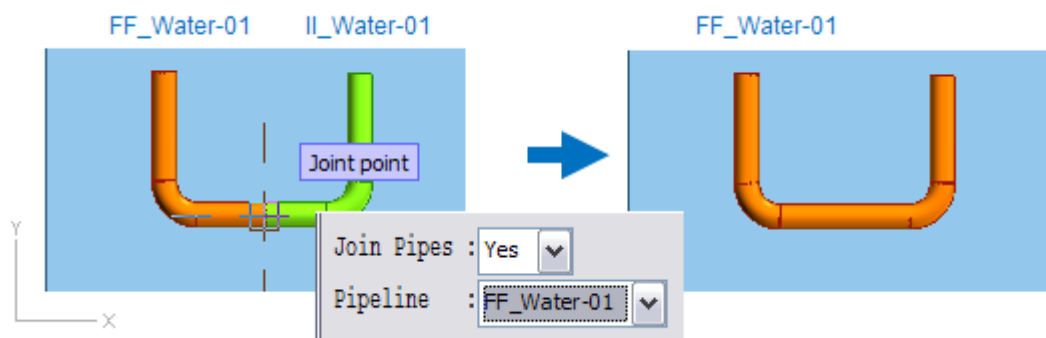 FF_Water-01 II_Water-01 FF_Water-01
Joint point
Join Pipes : Yes
Pipeline : FF_Water-01
Y
X